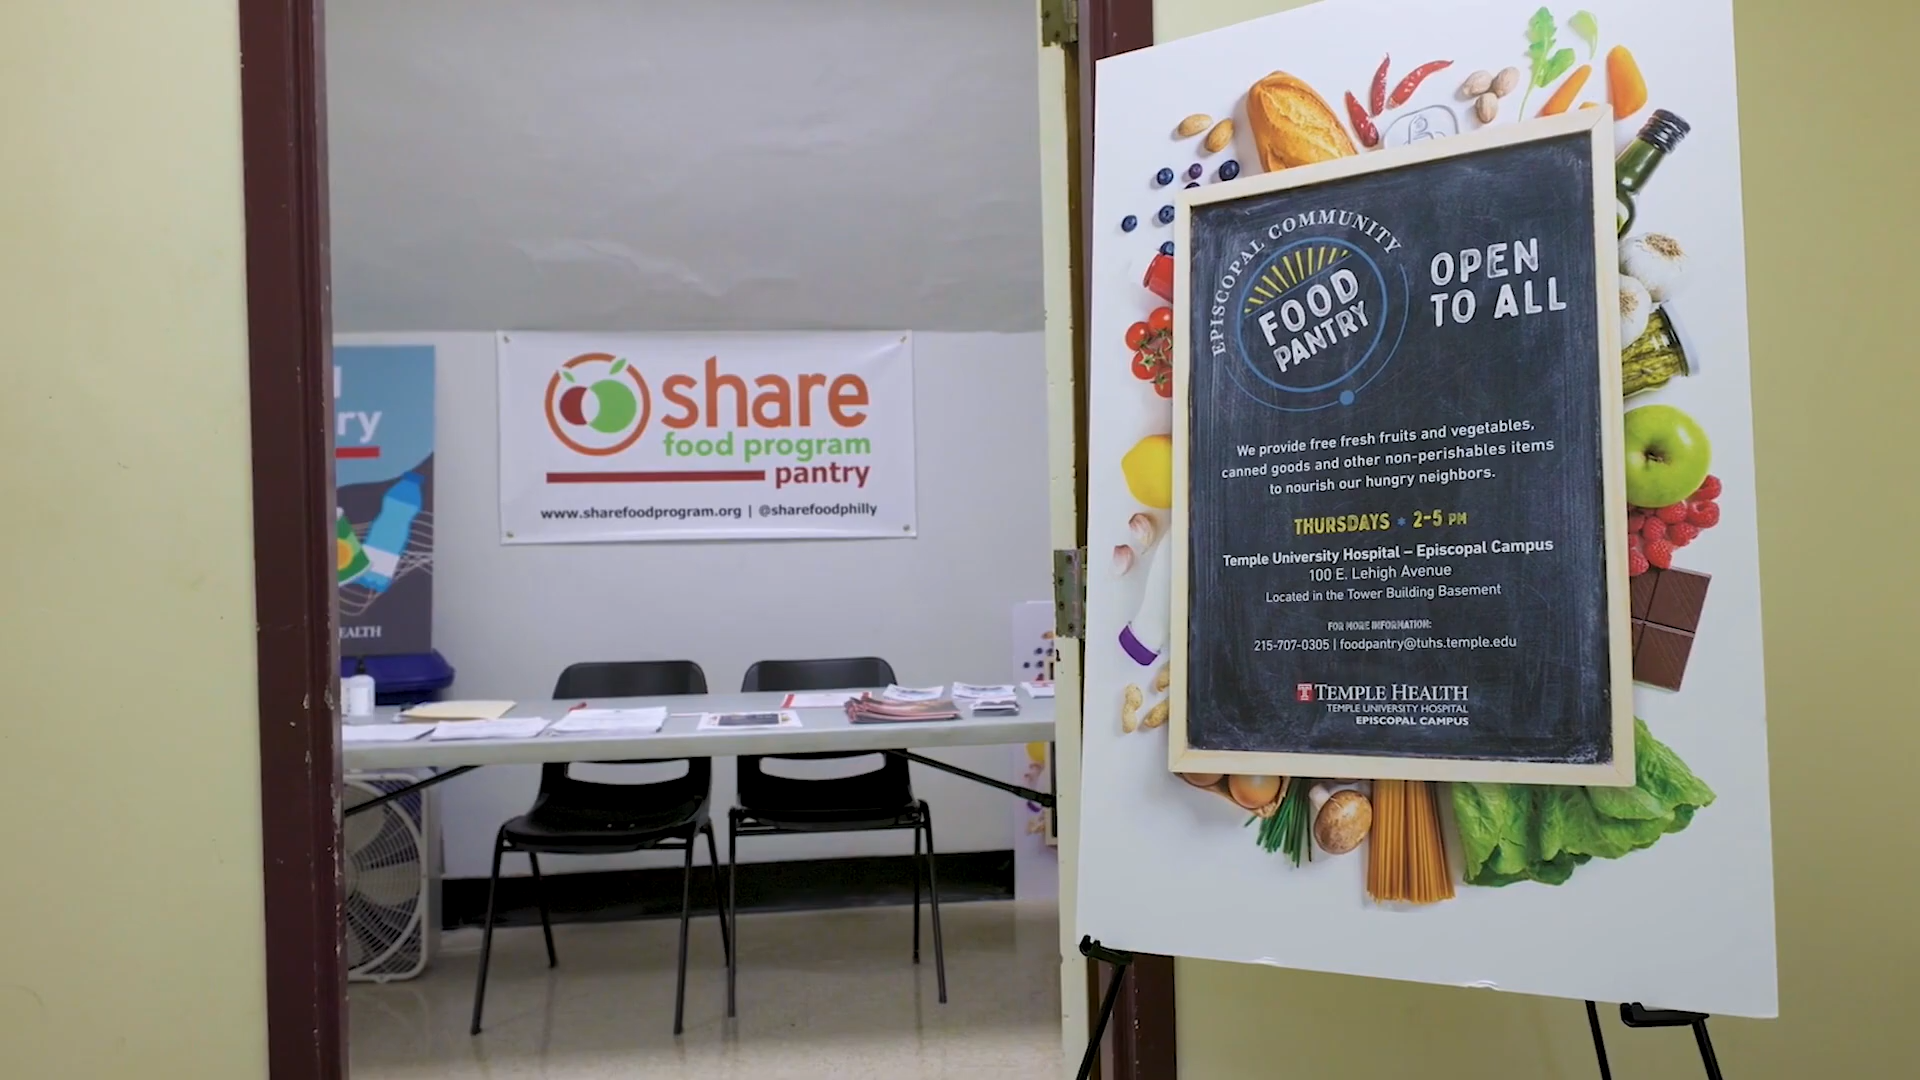 ry
EALTH
share
food program
pantry
www.sharefoodprogram.org | @sharefoodphilly
EPISCOPAL COMMUNITY
FOOD
PANTRY
OPEN
TO ALL
We provide free fresh fruits and vegetables,
canned goods and other non-perishables items
to nourish our hungry neighbors.
THURSDAYS * 2-5 PM
Temple University Hospital – Episcopal Campus
100 E. Lehigh Avenue
Located in the Tower Building Basement
FOR MORE INFORMATION:
215-707-0305 | foodpantry@tuhs.temple.edu
T TEMPLE HEALTH
TEMPLE UNIVERSITY HOSPITAL
EPISCOPAL CAMPUS